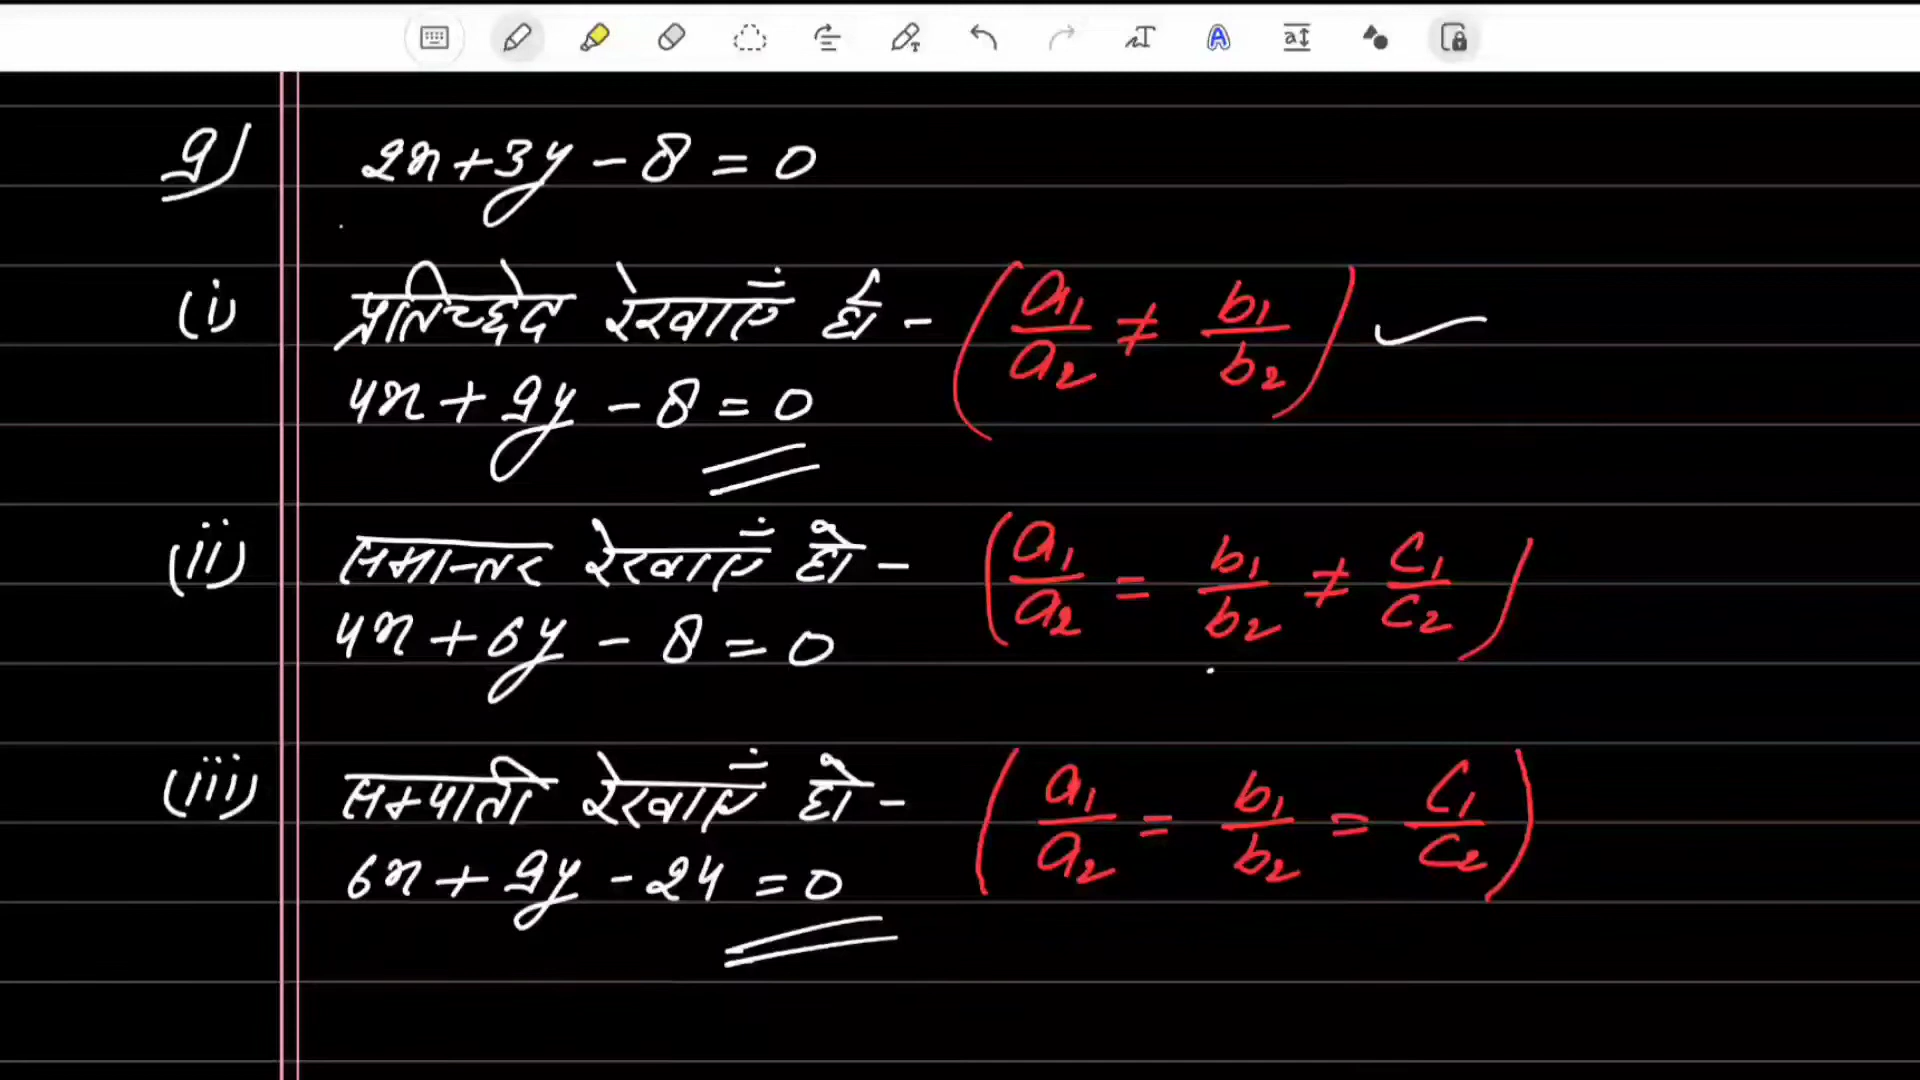 9) 2x+3y-8=0
(i) प्रतिच्छेद रेखाएँ हों - (a₁/a₂ ≠ b₁/b₂) ✓
4x+9y-8=0
(ii) समान्तर रेखाएँ हो - (a₁/a₂ = b₁/b₂ ≠ c₁/c₂)
4x+6y-8=0
(iii) सम्पाती रेखाएँ हो - (a₁/a₂ = b₁/b₂ = c₁/c₂)
6x+9y-24=0